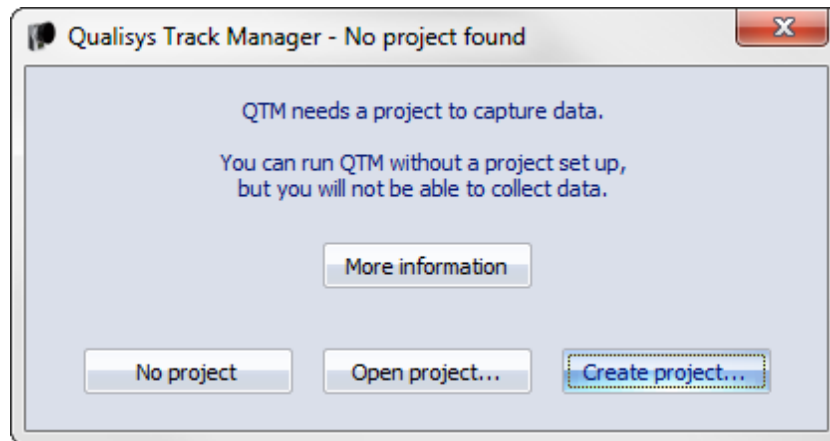 Qualisys Track Manager - No project found
QTM needs a project to capture data.
You can run QTM without a project set up,
but you will not be able to collect data.
More information
No project
Open project...
Create project...